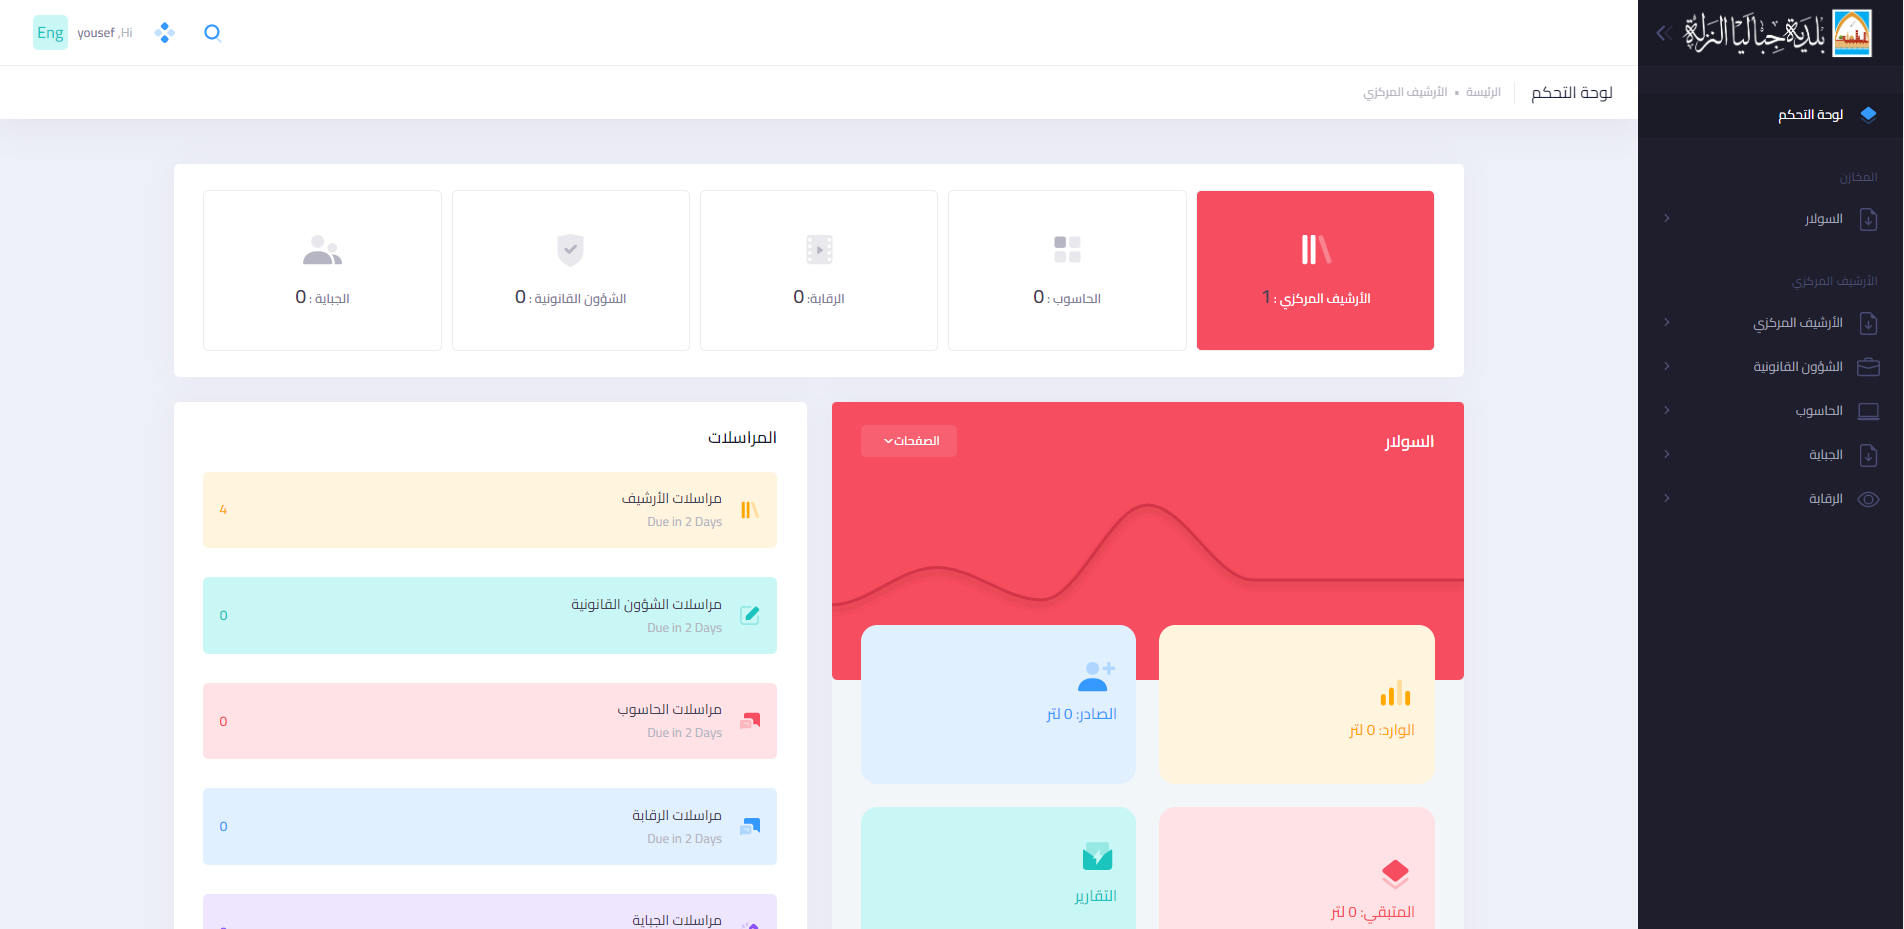 بلدية جباليا النزلة
Eng
yousef ,Hi
لوحة التحكم
الرئيسة • الأرشيف المركزي
لوحة التحكم
المخازن
السولار
الأرشيف المركزي
الأرشيف المركزي
الشؤون القانونية
الحاسوب
الجباية
الرقابة
الأرشيف المركزي : 1
الحاسوب : 0
الرقابة: 0
الشؤون القانونية : 0
الجباية : 0
السولار
الصفحات
الوارد: 0 لتر
الصادر: 0 لتر
المتبقي: 0 لتر
التقارير
المراسلات
مراسلات الأرشيف
Due in 2 Days
4
مراسلات الشؤون القانونية
Due in 2 Days
0
مراسلات الحاسوب
Due in 2 Days
0
مراسلات الرقابة
Due in 2 Days
0
مراسلات الجباية